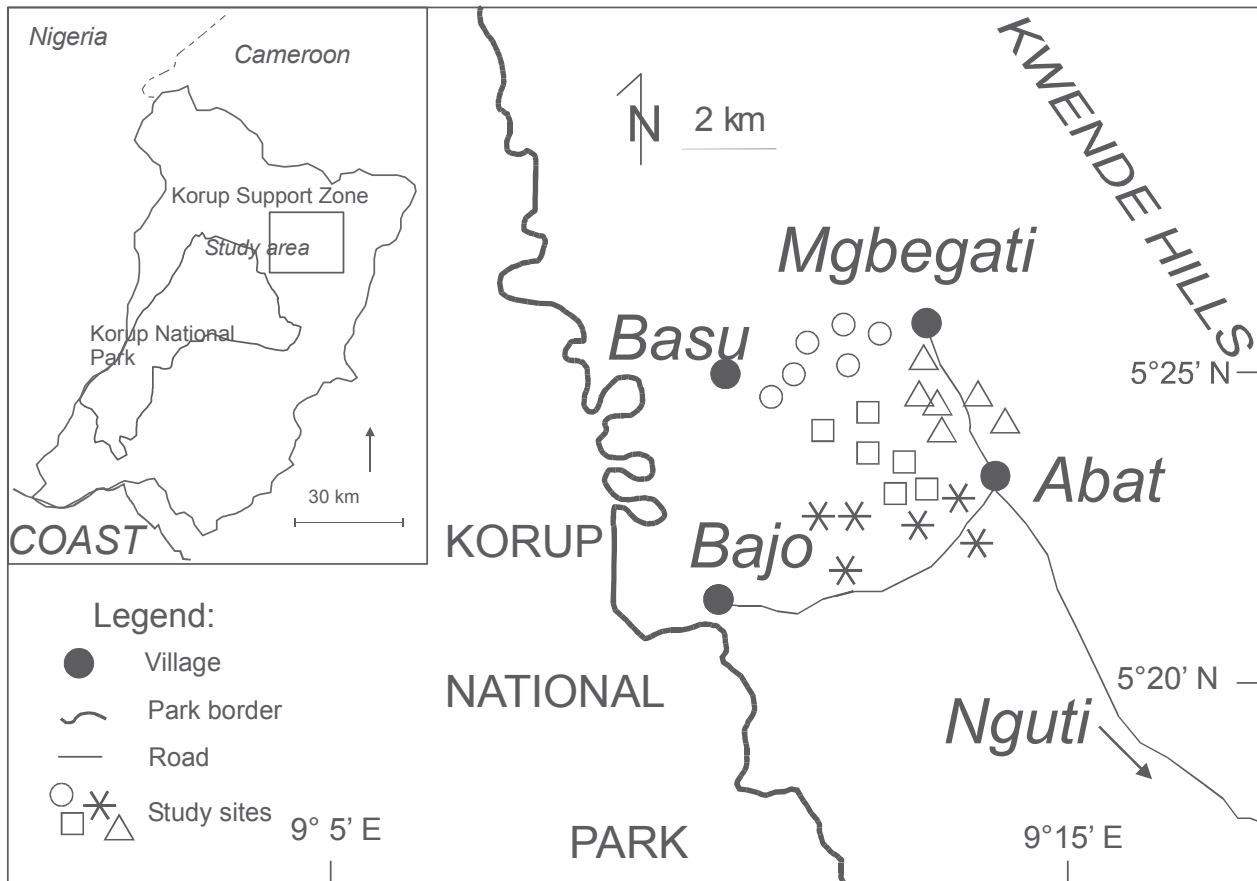 Nigeria
Cameroon
Korup Support Zone
Study area
Korup National
Park
30 km
COAST
N
2 km
KWENDE HILLS
Mgbegati
Basu
5°25' N
Abat
KORUP
Bajo
NATIONAL
5°20' N
Nguti
PARK
9° 5' E
9°15' E
Legend:
Village
Park border
Road
Study sites